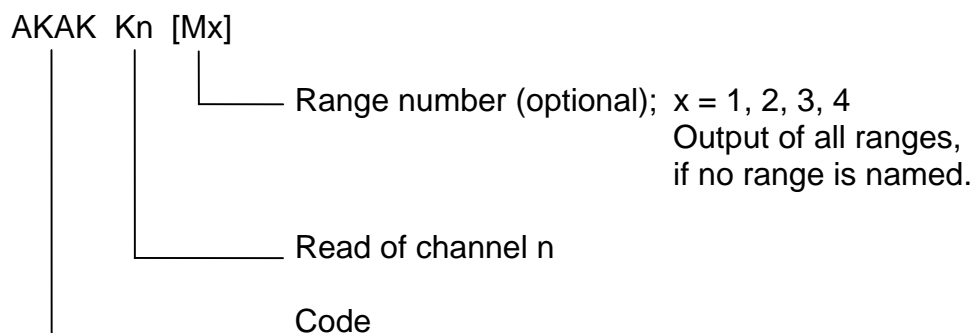 AKAK Kn [Mx]
Range number (optional); x = 1, 2, 3, 4
Output of all ranges,
if no range is named.
Read of channel n
Code